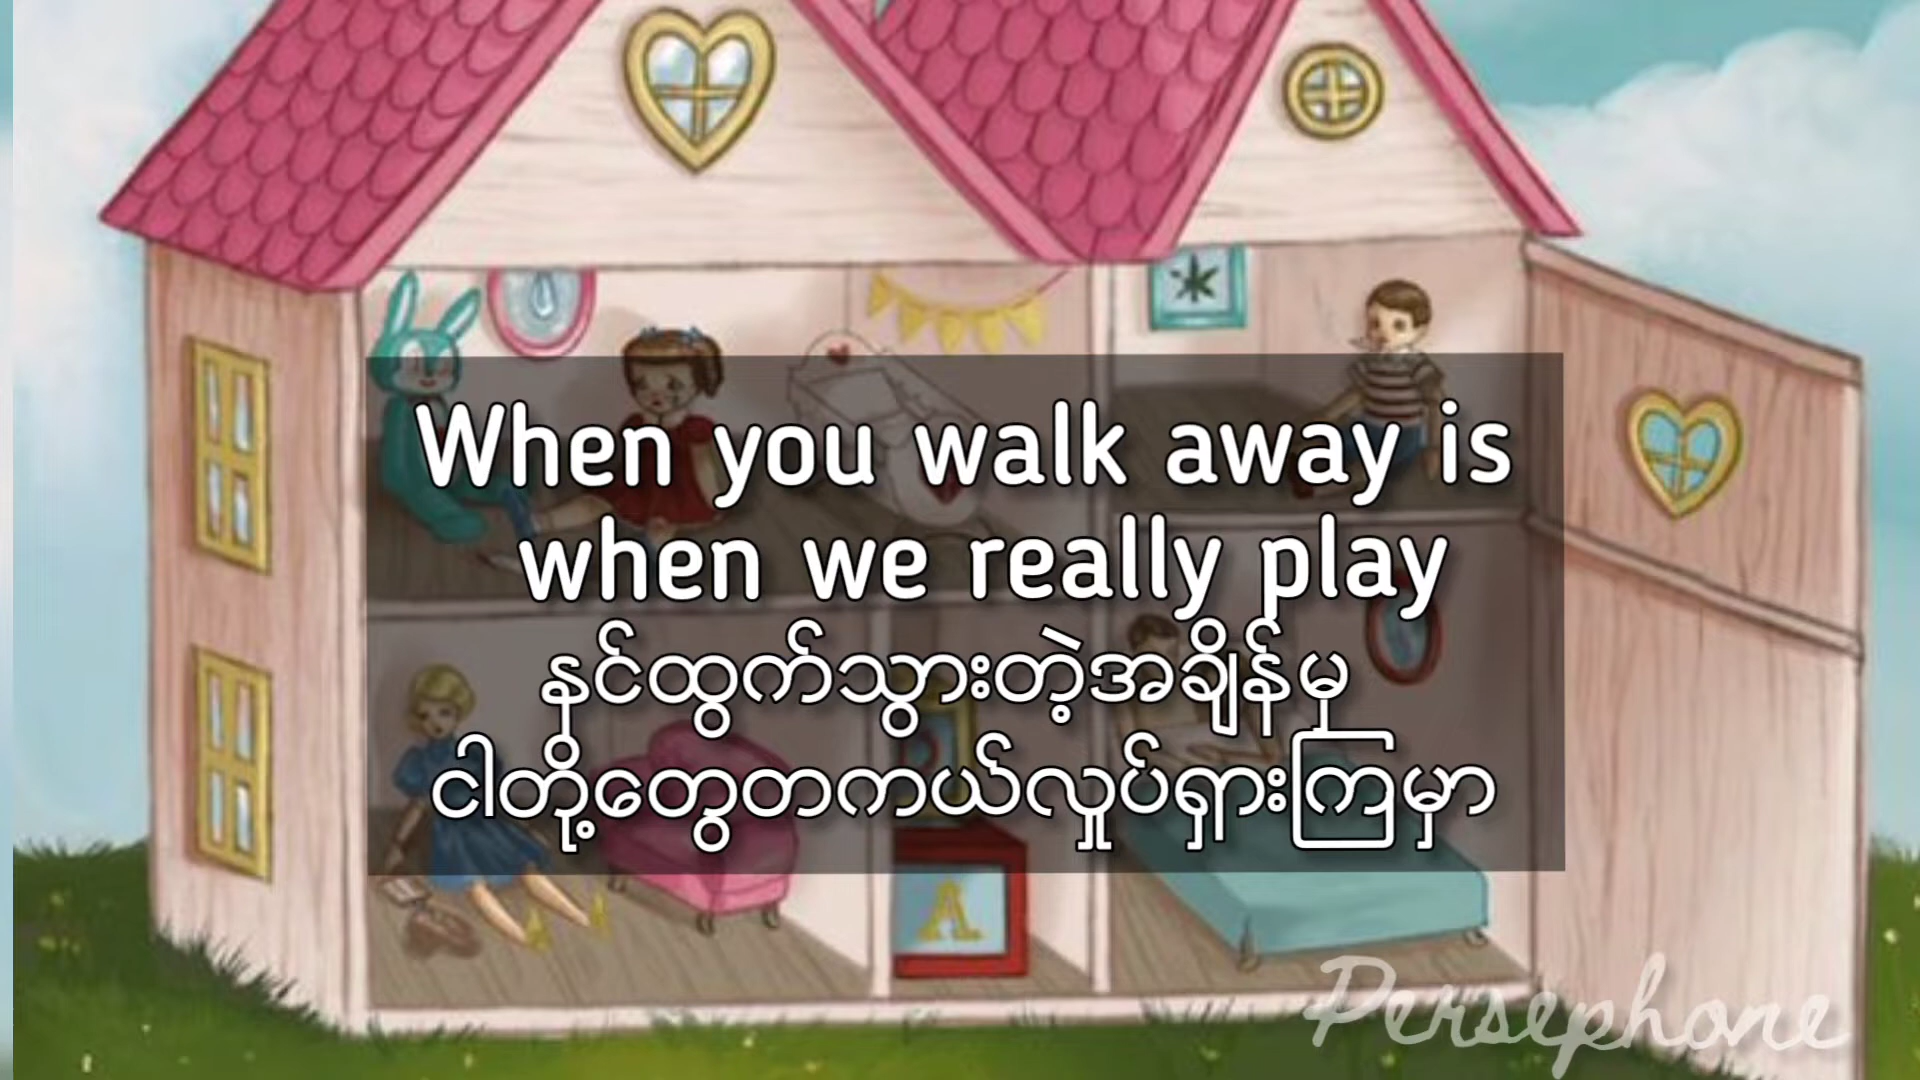 When you walk away is
when we really play
နင်ထွက်သွားတဲ့အချိန်မှ
ငါတို့တွေတကယ်လှုပ်ရှားကြမှာ
A
Persephone